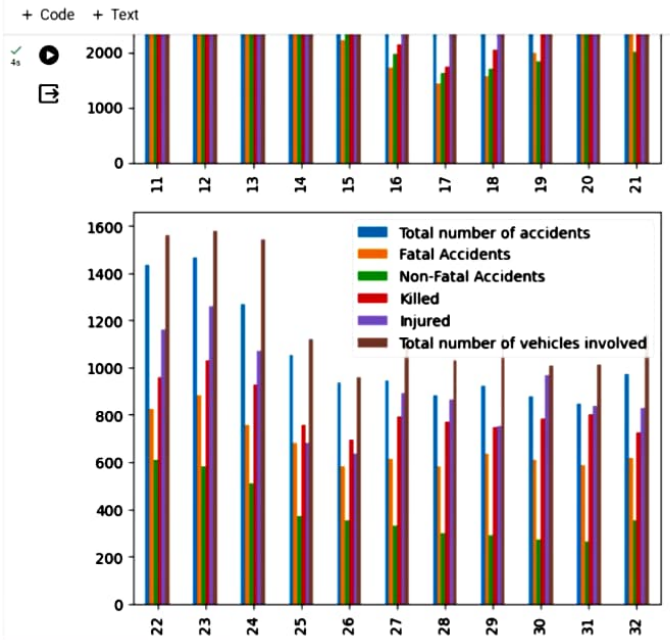 + Code + Text
4s
2000
1000
0
11 12 13 14 15 16 17 18 19 20 21
1600
1400
1200
1000
800
600
400
200
0
Total number of accidents
Fatal Accidents
Non-Fatal Accidents
Killed
Injured
Total number of vehicles involved
22 23 24 25 26 27 28 29 30 31 32